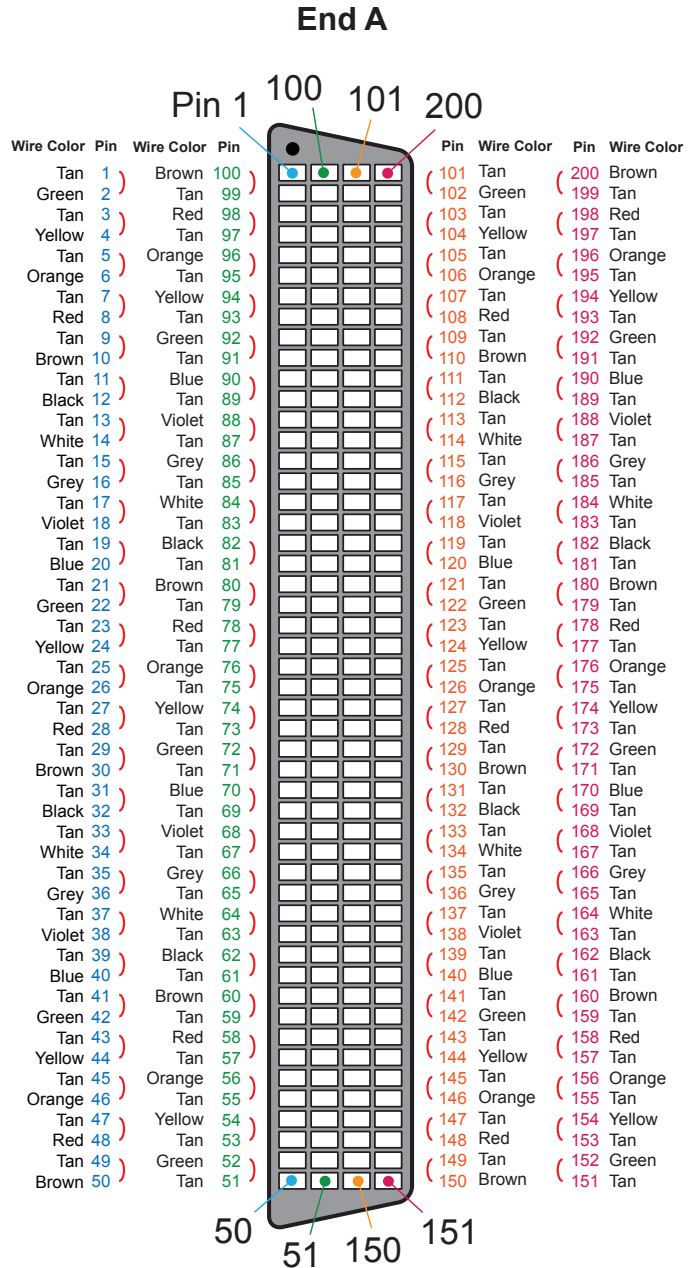 End A
Pin 1 100 101 200
Wire Color Pin Wire Color Pin Pin Wire Color Pin Wire Color
Tan 1 Brown 100 101 Tan 200 Brown
Green 2 Tan 99 102 Green 199 Tan
Tan 3 Red 98 103 Tan 198 Red
Yellow 4 Tan 97 104 Yellow 197 Tan
Tan 5 Orange 96 105 Tan 196 Orange
Orange 6 Tan 95 106 Orange 195 Tan
Tan 7 Yellow 94 107 Tan 194 Yellow
Red 8 Tan 93 108 Red 193 Tan
Tan 9 Green 92 109 Tan 192 Green
Brown 10 Tan 91 110 Brown 191 Tan
Tan 11 Blue 90 111 Tan 190 Blue
Black 12 Tan 89 112 Black 189 Tan
Tan 13 Violet 88 113 Tan 188 Violet
White 14 Tan 87 114 White 187 Tan
Tan 15 Grey 86 115 Tan 186 Grey
Grey 16 Tan 85 116 Grey 185 Tan
Tan 17 White 84 117 Tan 184 White
Violet 18 Tan 83 118 Violet 183 Tan
Tan 19 Black 82 119 Tan 182 Black
Blue 20 Tan 81 120 Blue 181 Tan
Tan 21 Brown 80 121 Tan 180 Brown
Green 22 Tan 79 122 Green 179 Tan
Tan 23 Red 78 123 Tan 178 Red
Yellow 24 Tan 77 124 Yellow 177 Tan
Tan 25 Orange 76 125 Tan 176 Orange
Orange 26 Tan 75 126 Orange 175 Tan
Tan 27 Yellow 74 127 Tan 174 Yellow
Red 28 Tan 73 128 Red 173 Tan
Tan 29 Green 72 129 Tan 172 Green
Brown 30 Tan 71 130 Brown 171 Tan
Tan 31 Blue 70 131 Tan 170 Blue
Black 32 Tan 69 132 Black 169 Tan
Tan 33 Violet 68 133 Tan 168 Violet
White 34 Tan 67 134 White 167 Tan
Tan 35 Grey 66 135 Tan 166 Grey
Grey 36 Tan 65 136 Grey 165 Tan
Tan 37 White 64 137 Tan 164 White
Violet 38 Tan 63 138 Violet 163 Tan
Tan 39 Black 62 139 Tan 162 Black
Blue 40 Tan 61 140 Blue 161 Tan
Tan 41 Brown 60 141 Tan 160 Brown
Green 42 Tan 59 142 Green 159 Tan
Tan 43 Red 58 143 Tan 158 Red
Yellow 44 Tan 57 144 Yellow 157 Tan
Tan 45 Orange 56 145 Tan 156 Orange
Orange 46 Tan 55 146 Orange 155 Tan
Tan 47 Yellow 54 147 Tan 154 Yellow
Red 48 Tan 53 148 Red 153 Tan
Tan 49 Green 52 149 Tan 152 Green
Brown 50 Tan 51 150 Brown 151 Tan
50 51 150 151